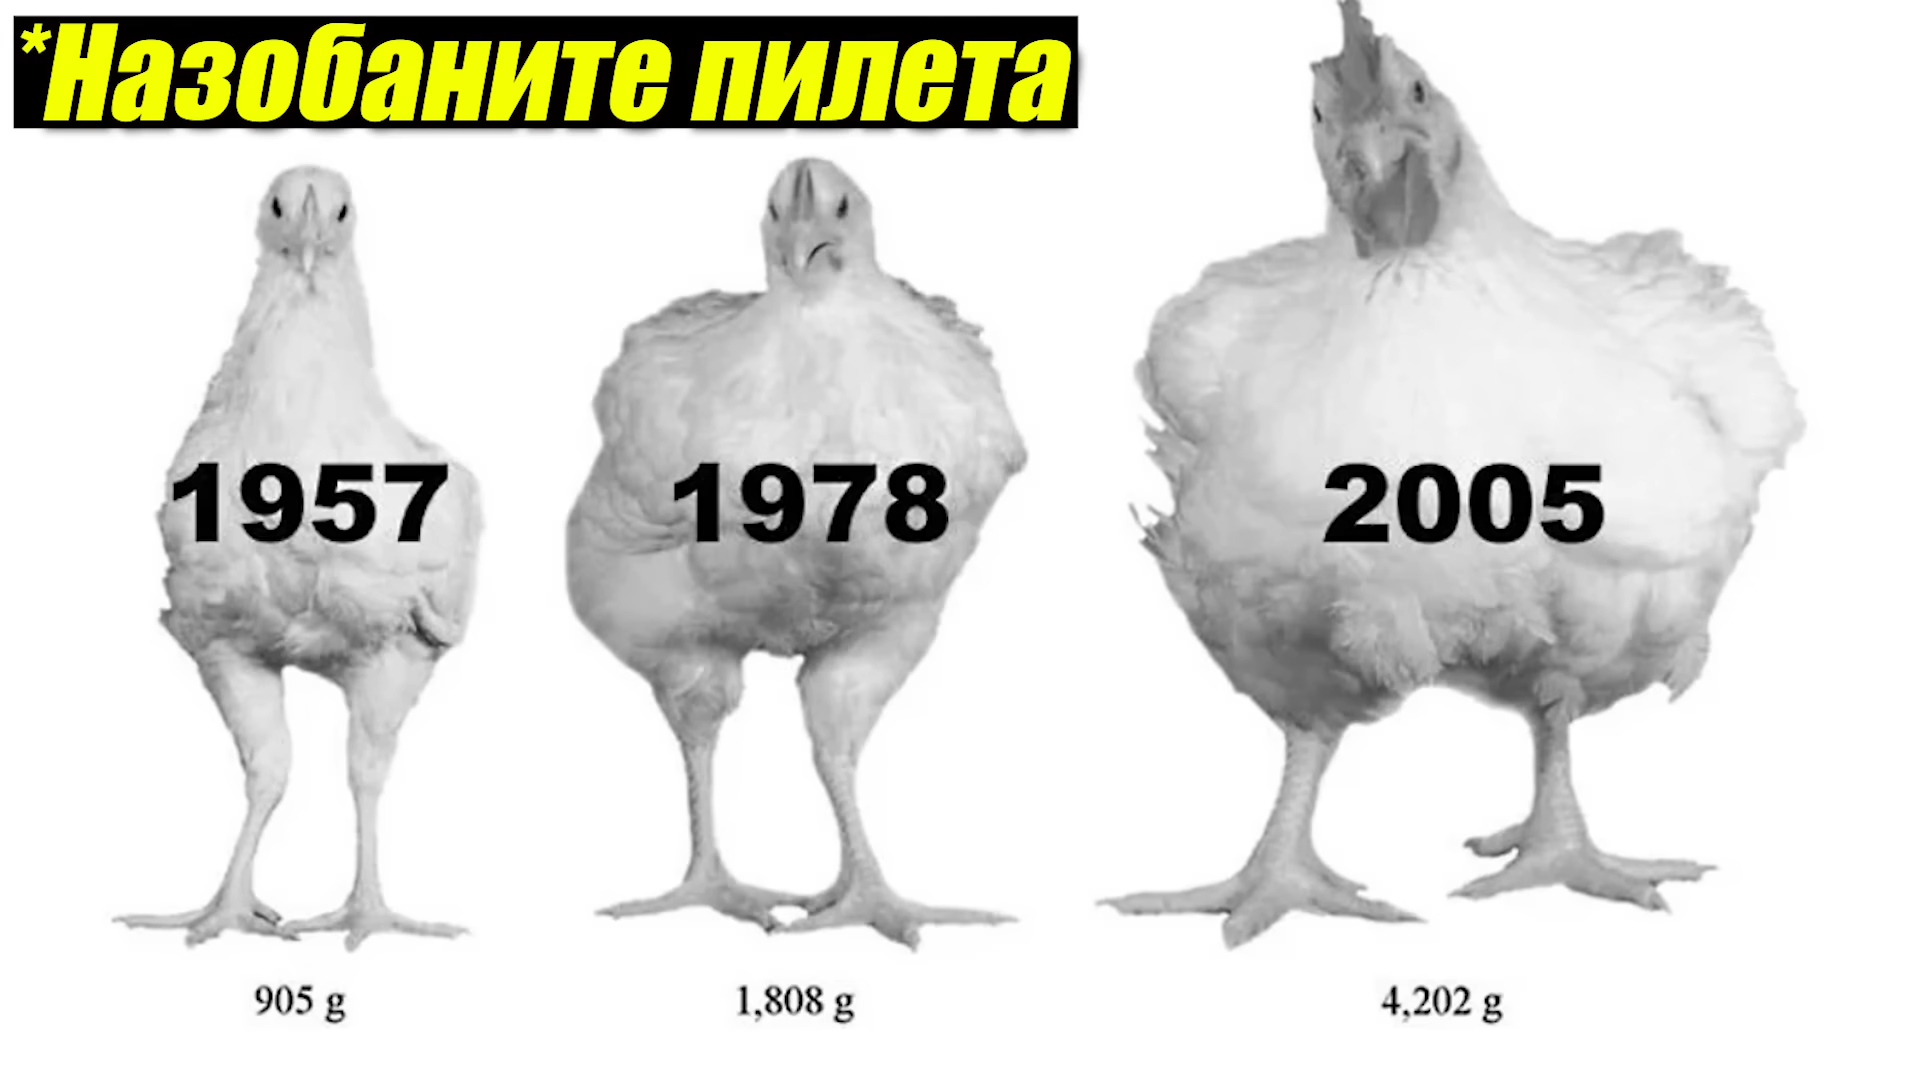 *Назобаните пилета
1957
1978
2005
905 g
1,808 g
4,202 g